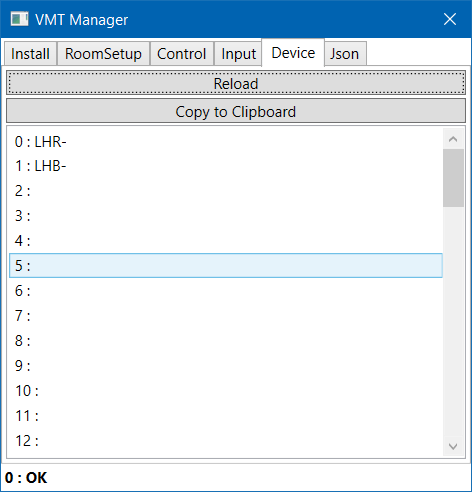 VMT Manager
Install RoomSetup Control Input Device Json
Reload
Copy to Clipboard
0 : LHR-
1 : LHB-
2 :
3 :
4 :
5 :
6 :
7 :
8 :
9 :
10 :
11 :
12 :
0 : OK